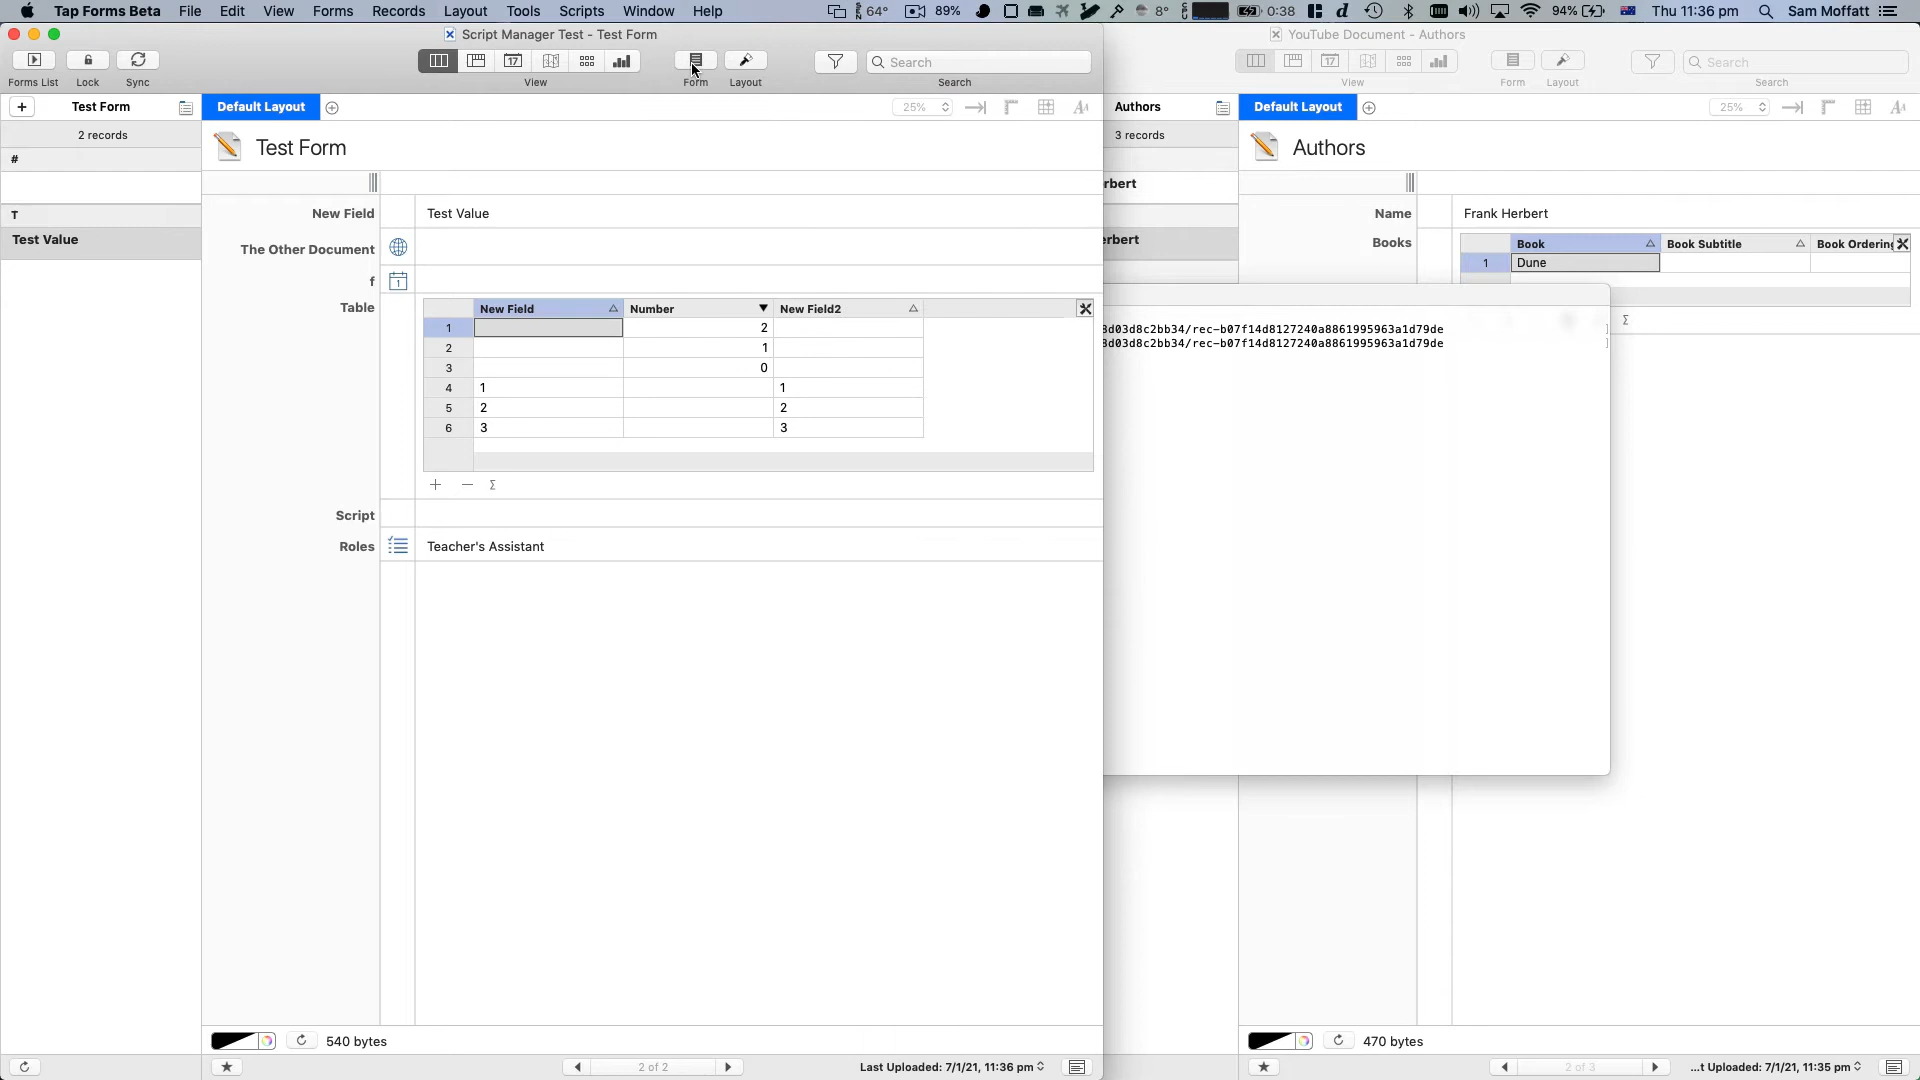 Tap Forms Beta File Edit View Forms Records Layout Tools Scripts Window Help 64° 89% 8° 0:38 94% Thu 11:36 pm Sam Moffatt
Script Manager Test - Test Form
Forms List Lock Sync View Form Layout Search Search
Test Form Default Layout 25%
2 records
#
Test Form
T
New Field Test Value
Test Value
The Other Document
f 1
Table
New Field Number New Field2
1 2
2 1
3 0
4 1 1
5 2 2
6 3 3
+ − Σ
Script
Roles Teacher's Assistant
540 bytes
2 of 2 Last Uploaded: 7/1/21, 11:36 pm
YouTube Document - Authors
View Form Layout Search Search
Authors Default Layout 25%
3 records
Authors
rbert
Name Frank Herbert
erbert
Books
Book Book Subtitle Book Ordering
1 Dune
Σ
8d03d8c2bb34/rec-b07f14d8127240a8861995963a1d79de
8d03d8c2bb34/rec-b07f14d8127240a8861995963a1d79de
470 bytes
2 of 3 ...t Uploaded: 7/1/21, 11:35 pm